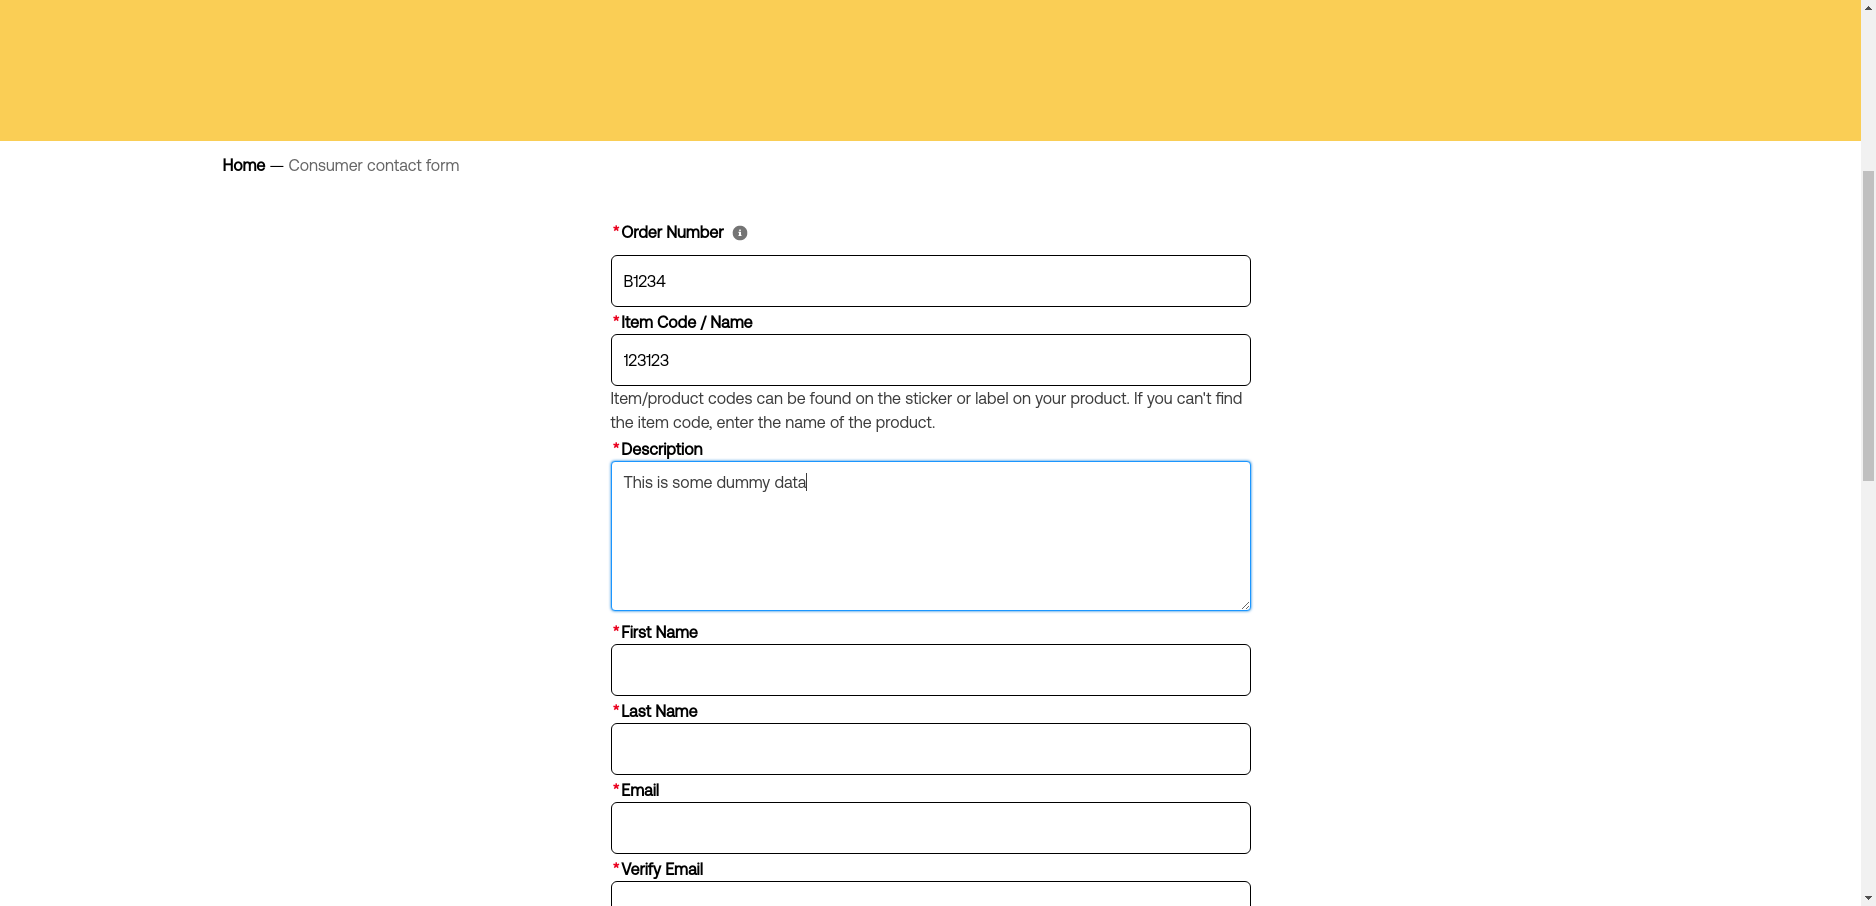 Home — Consumer contact form
*Order Number
B1234
*Item Code / Name
123123
Item/product codes can be found on the sticker or label on your product. If you can't find
the item code, enter the name of the product.
*Description
This is some dummy data
*First Name
*Last Name
*Email
*Verify Email